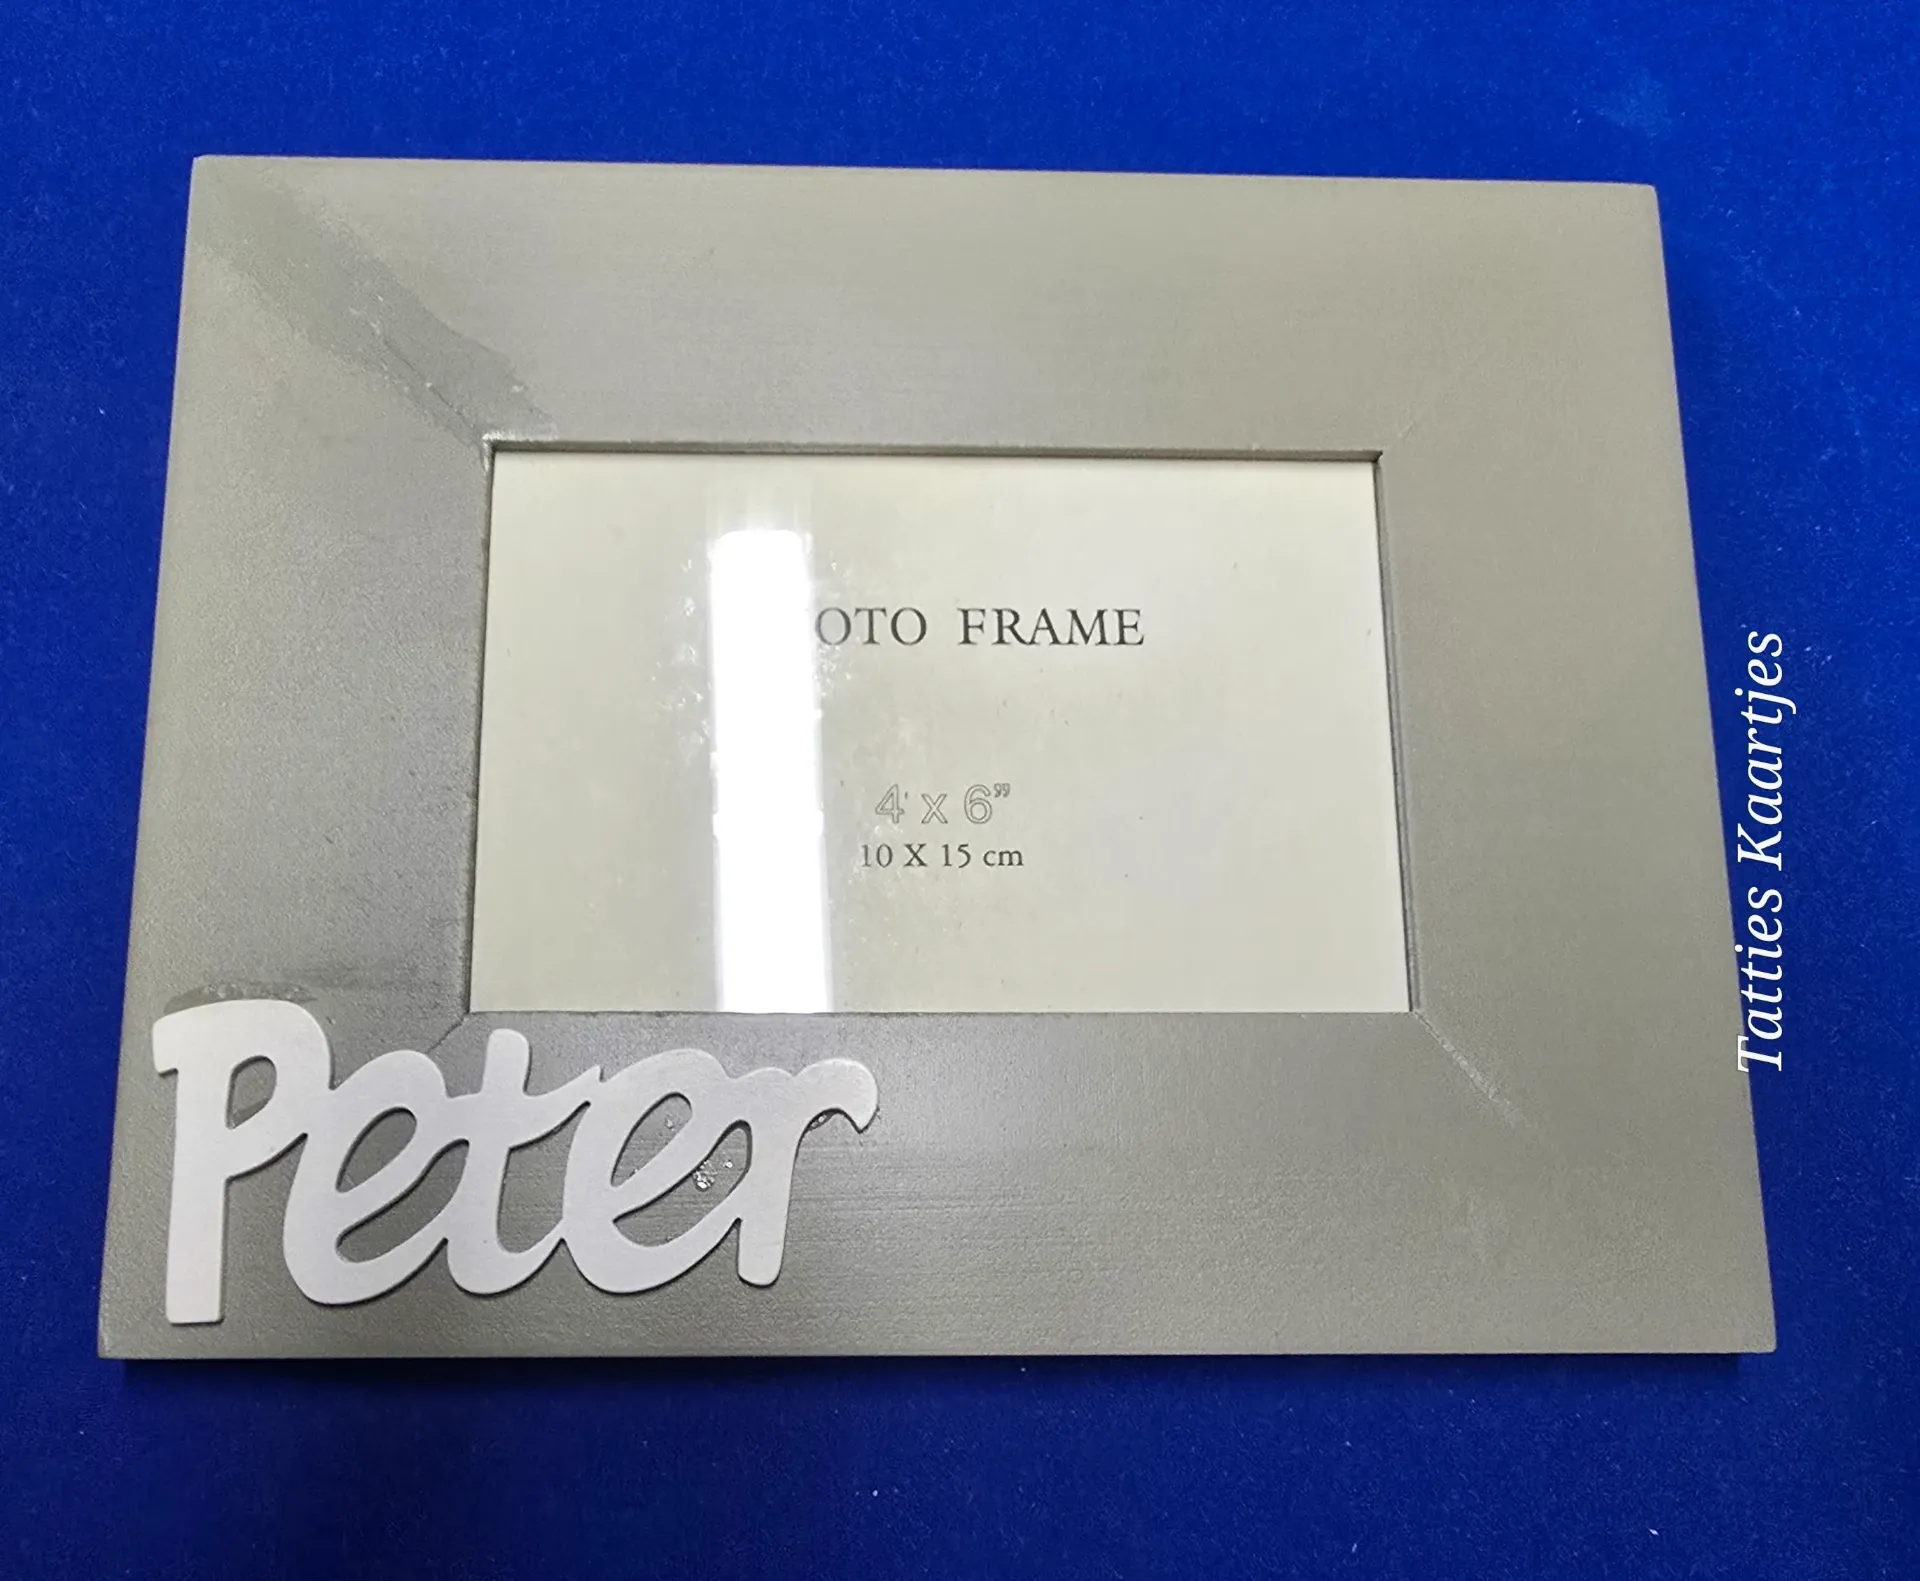 OTO FRAME
4' x 6"
10 X 15 cm
Peter
Tatties Kaartjes